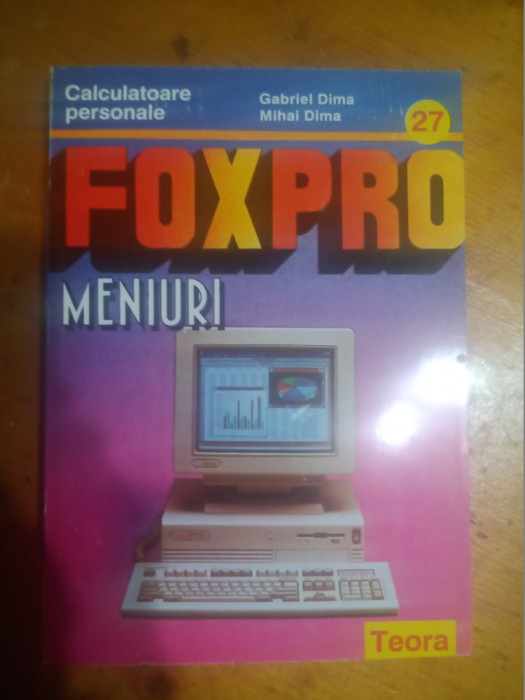 Calculatoare
personale
Gabriel Dima
Mihai Dima
27
FOXPRO
MENIURI
Teora